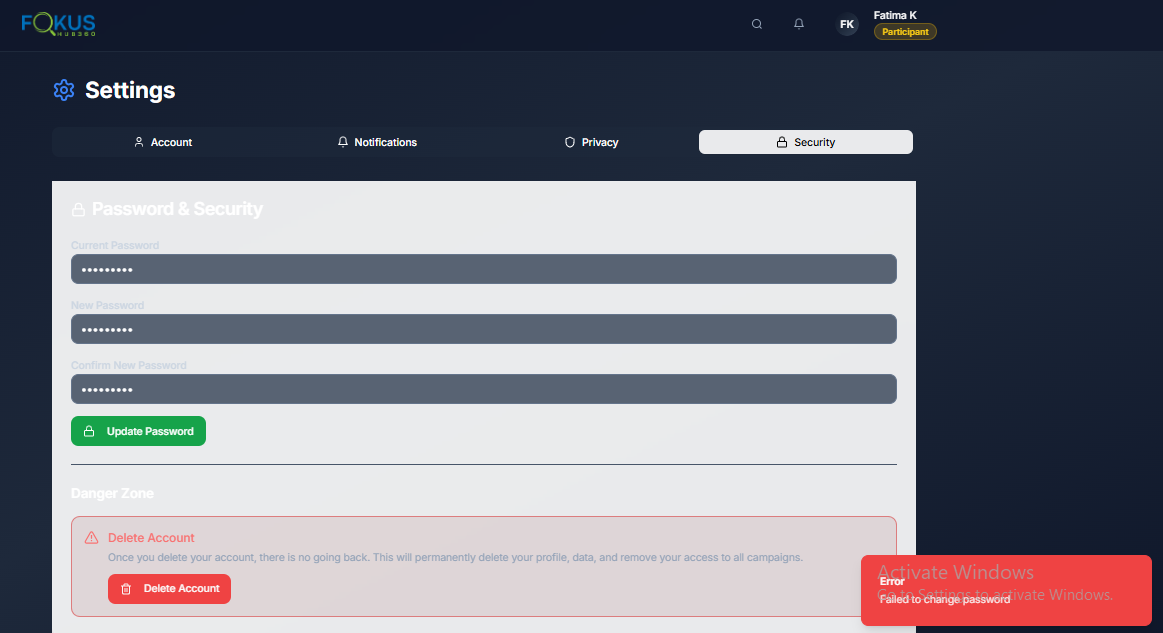 FOKUS
HUB360
FK
Fatima K
Participant
Settings
Account
Notifications
Privacy
Security
Password & Security
Current Password
•••••••••
New Password
•••••••••
Confirm New Password
•••••••••
Update Password
Danger Zone
Delete Account
Once you delete your account, there is no going back. This will permanently delete your profile, data, and remove your access to all campaigns.
Delete Account
Activate Windows
Go to Settings to activate Windows.
Error
Failed to change password